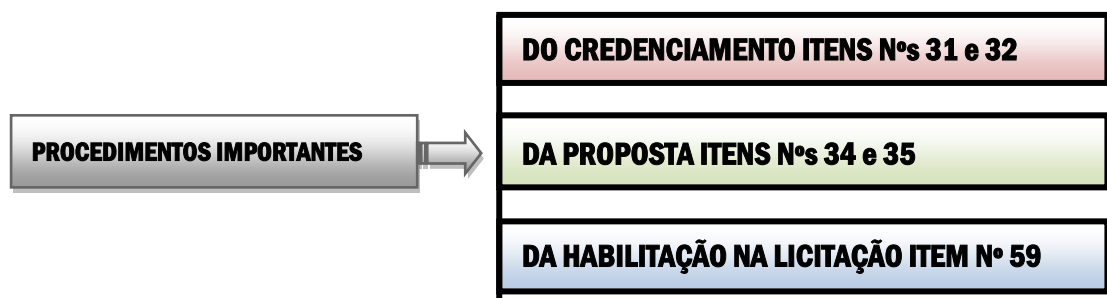 PROCEDIMENTOS IMPORTANTES
DO CREDENCIAMENTO ITENS Nºs 31 e 32
DA PROPOSTA ITENS Nºs 34 e 35
DA HABILITAÇÃO NA LICITAÇÃO ITEM Nº 59